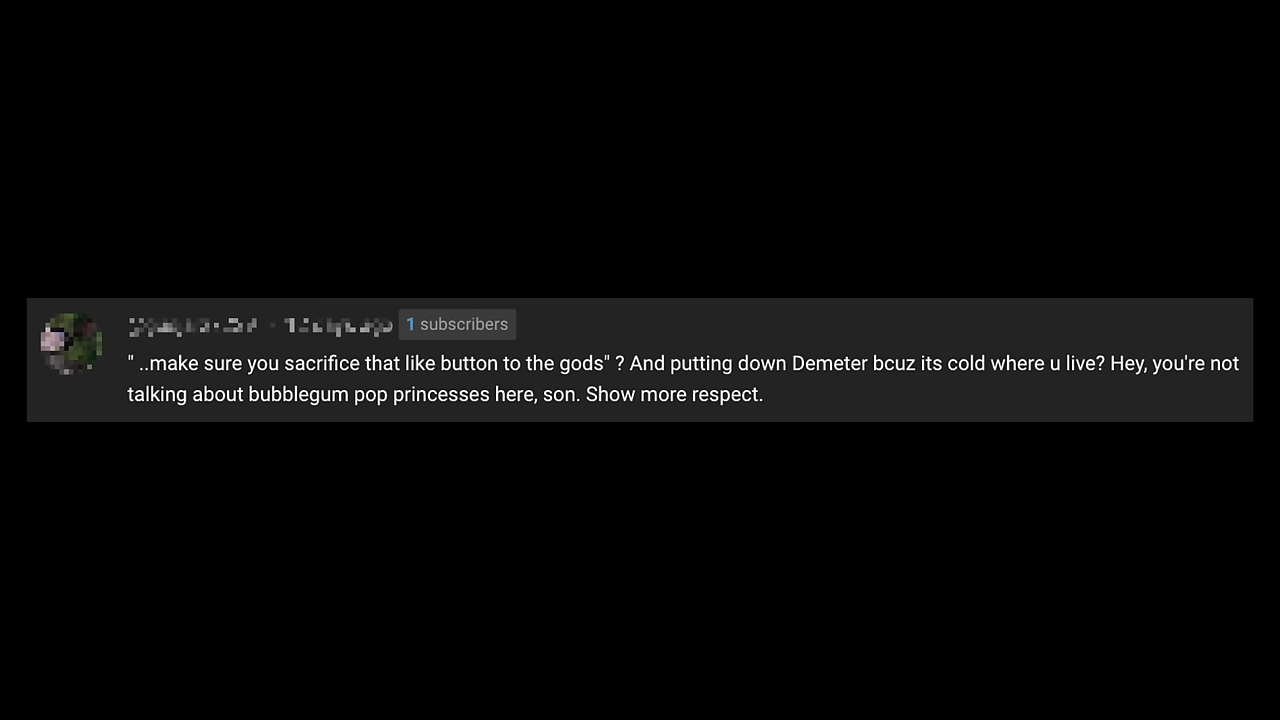 1 subscribers
" ..make sure you sacrifice that like button to the gods" ? And putting down Demeter bcuz its cold where u live? Hey, you're not
talking about bubblegum pop princesses here, son. Show more respect.